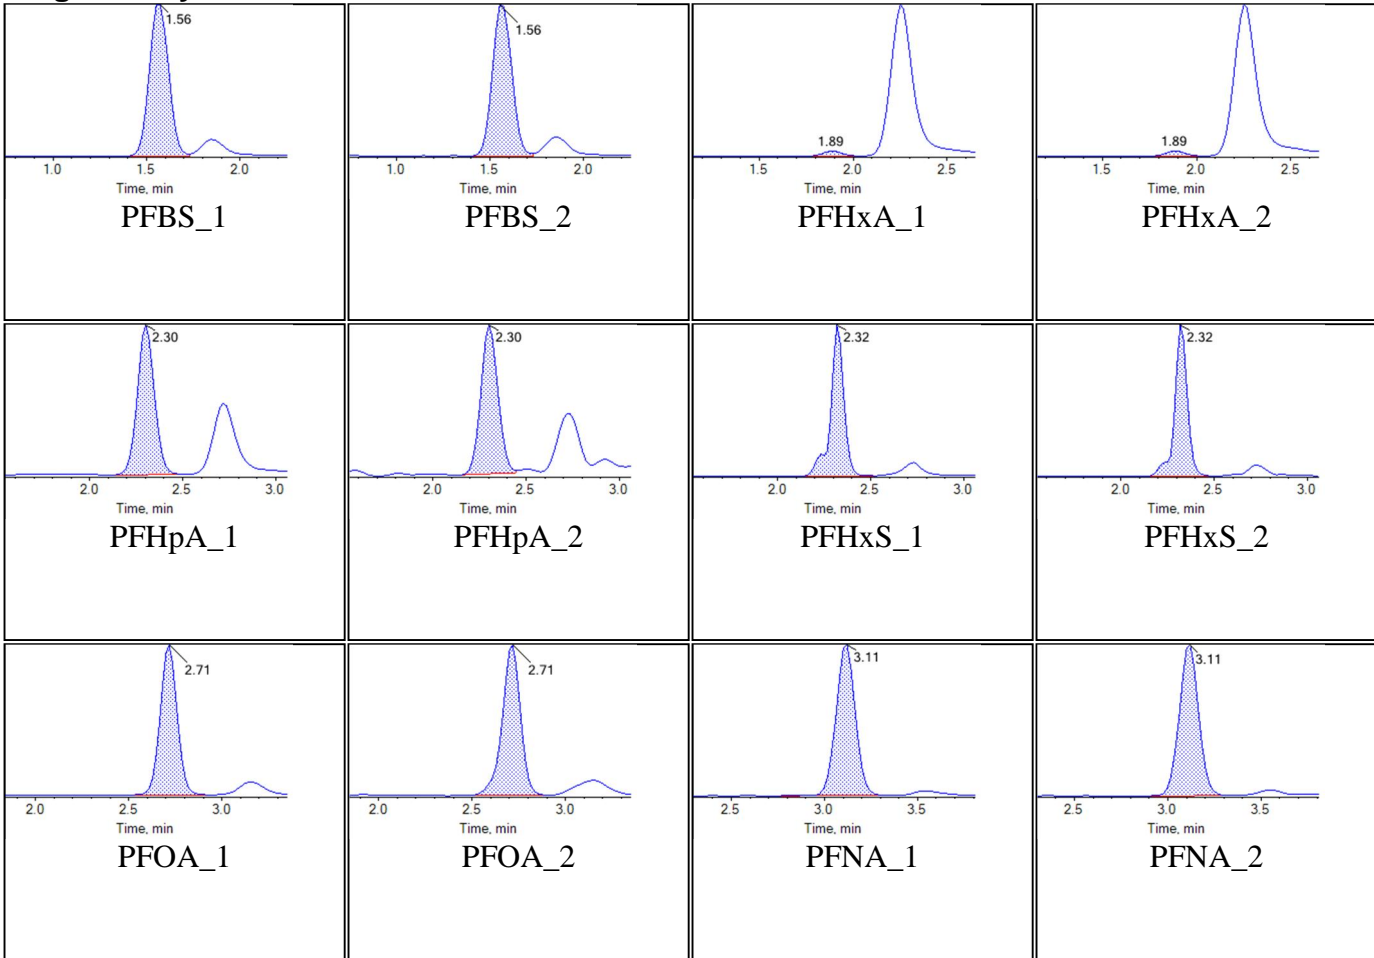 1.56
1.56
1.89
1.89
1.0 1.5 2.0
1.0 1.5 2.0
1.5 2.0 2.5
1.5 2.0 2.5
Time, min
Time, min
Time, min
Time, min
PFBS_1
PFBS_2
PFHxA_1
PFHxA_2
2.30
2.30
2.32
2.32
2.0 2.5 3.0
2.0 2.5 3.0
2.0 2.5 3.0
2.0 2.5 3.0
Time, min
Time, min
Time, min
Time, min
PFHpA_1
PFHpA_2
PFHxS_1
PFHxS_2
2.71
2.71
3.11
3.11
2.0 2.5 3.0
2.0 2.5 3.0
2.5 3.0 3.5
2.5 3.0 3.5
Time, min
Time, min
Time, min
Time, min
PFOA_1
PFOA_2
PFNA_1
PFNA_2